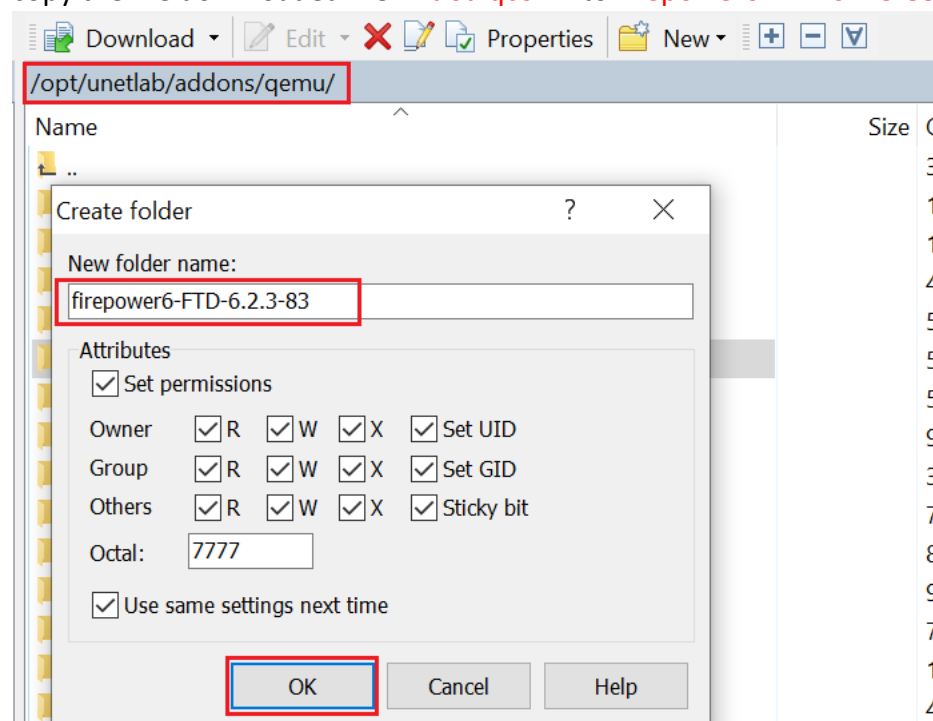 Download Edit Properties New
/opt/unetlab/addons/qemu/
Name Size
..
Create folder ?
New folder name:
firepower6-FTD-6.2.3-83
Attributes
Set permissions
Owner R W X Set UID
Group R W X Set GID
Others R W X Sticky bit
Octal: 7777
Use same settings next time
OK Cancel Help